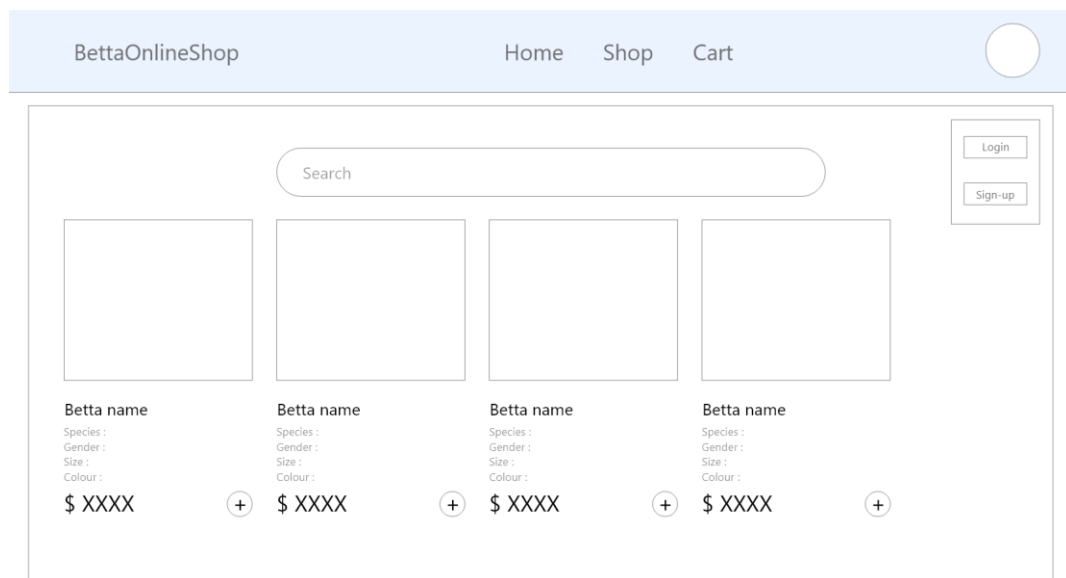 BettaOnlineShop Home Shop Cart
Login
Search
Sign-up
Betta name Betta name Betta name Betta name
Species : Species : Species : Species :
Gender : Gender : Gender : Gender :
Size : Size : Size : Size :
Colour : Colour : Colour : Colour :
$ XXXX + $ XXXX + $ XXXX + $ XXXX +